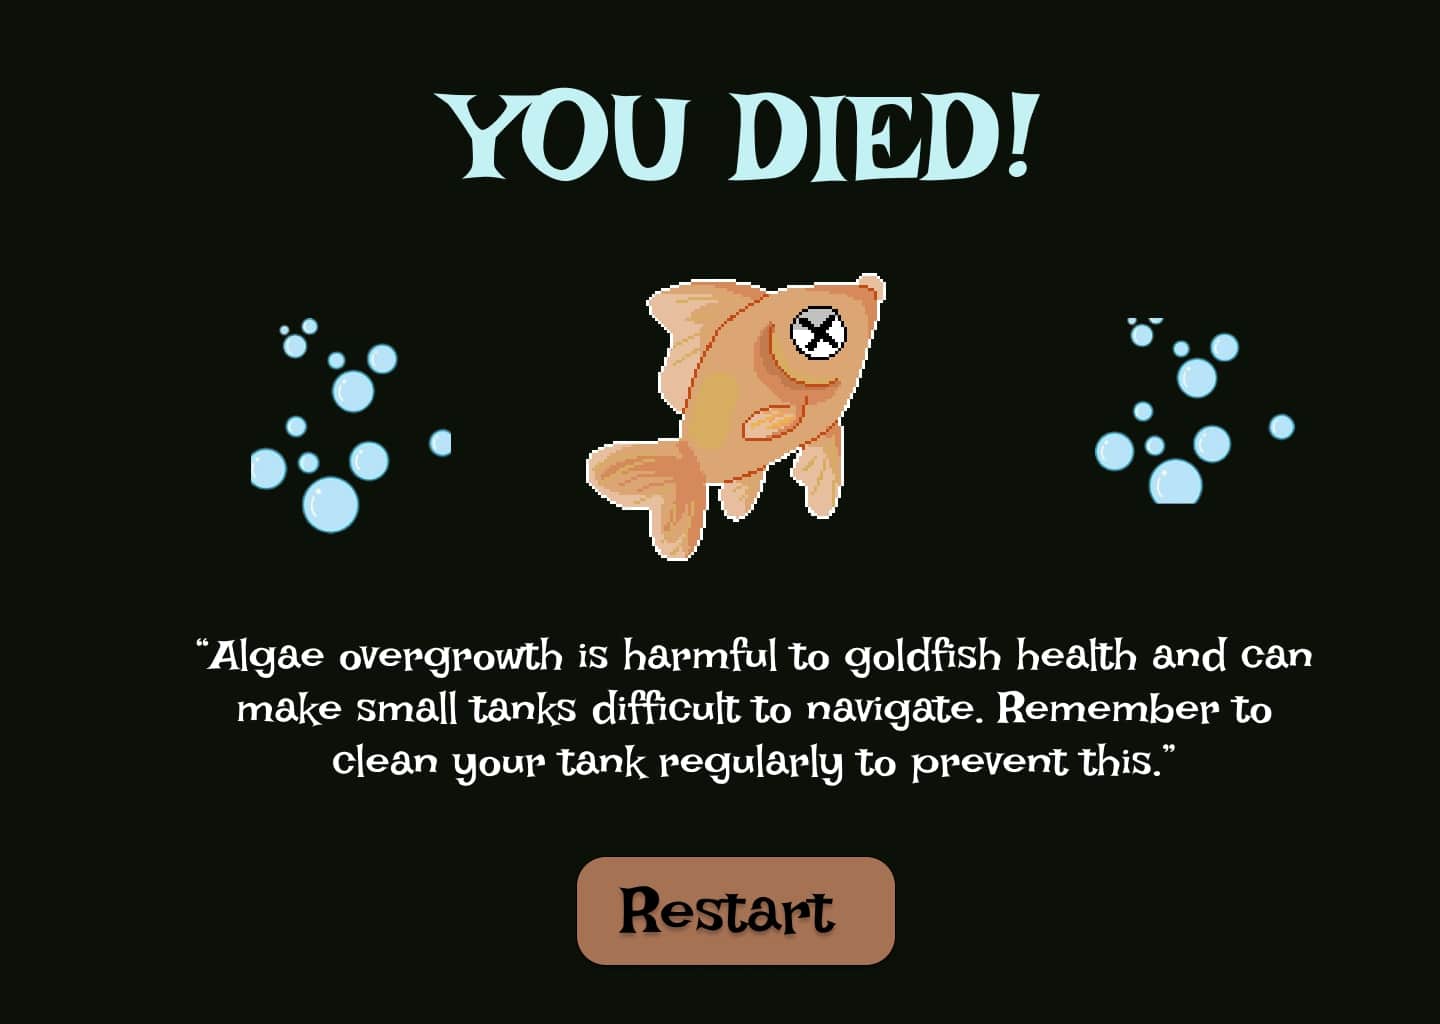 YOU DIED!
“Algae overgrowth is harmful to goldfish health and can
make small tanks difficult to navigate. Remember to
clean your tank regularly to prevent this.”
Restart